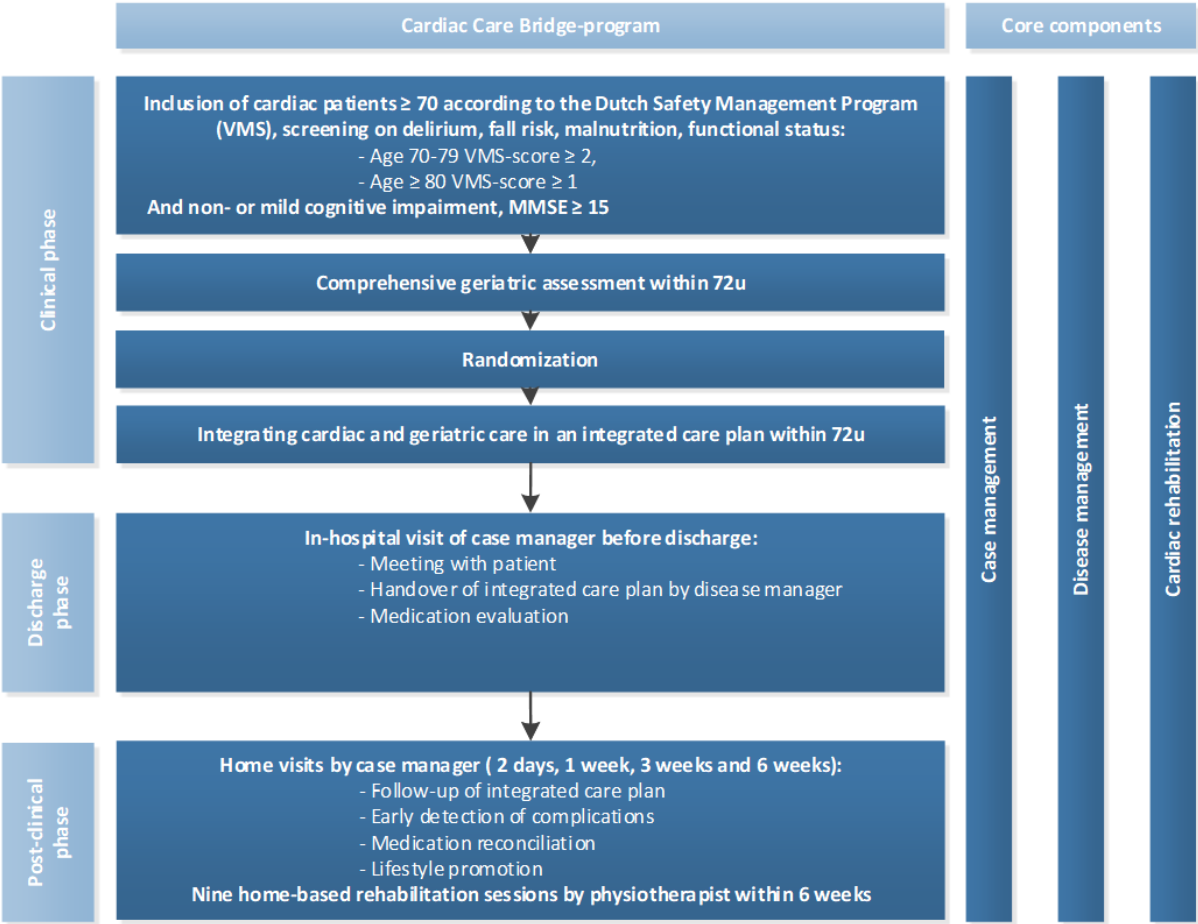 Cardiac Care Bridge-program
Core components
Clinical phase
Inclusion of cardiac patients ≥ 70 according to the Dutch Safety Management Program
(VMS), screening on delirium, fall risk, malnutrition, functional status:
- Age 70-79 VMS-score ≥ 2,
- Age ≥ 80 VMS-score ≥ 1
And non- or mild cognitive impairment, MMSE ≥ 15
Comprehensive geriatric assessment within 72u
Randomization
Integrating cardiac and geriatric care in an integrated care plan within 72u
Discharge
phase
In-hospital visit of case manager before discharge:
- Meeting with patient
- Handover of integrated care plan by disease manager
- Medication evaluation
Post-clinical
phase
Home visits by case manager ( 2 days, 1 week, 3 weeks and 6 weeks):
- Follow-up of integrated care plan
- Early detection of complications
- Medication reconciliation
- Lifestyle promotion
Nine home-based rehabilitation sessions by physiotherapist within 6 weeks
Case management
Disease management
Cardiac rehabilitation